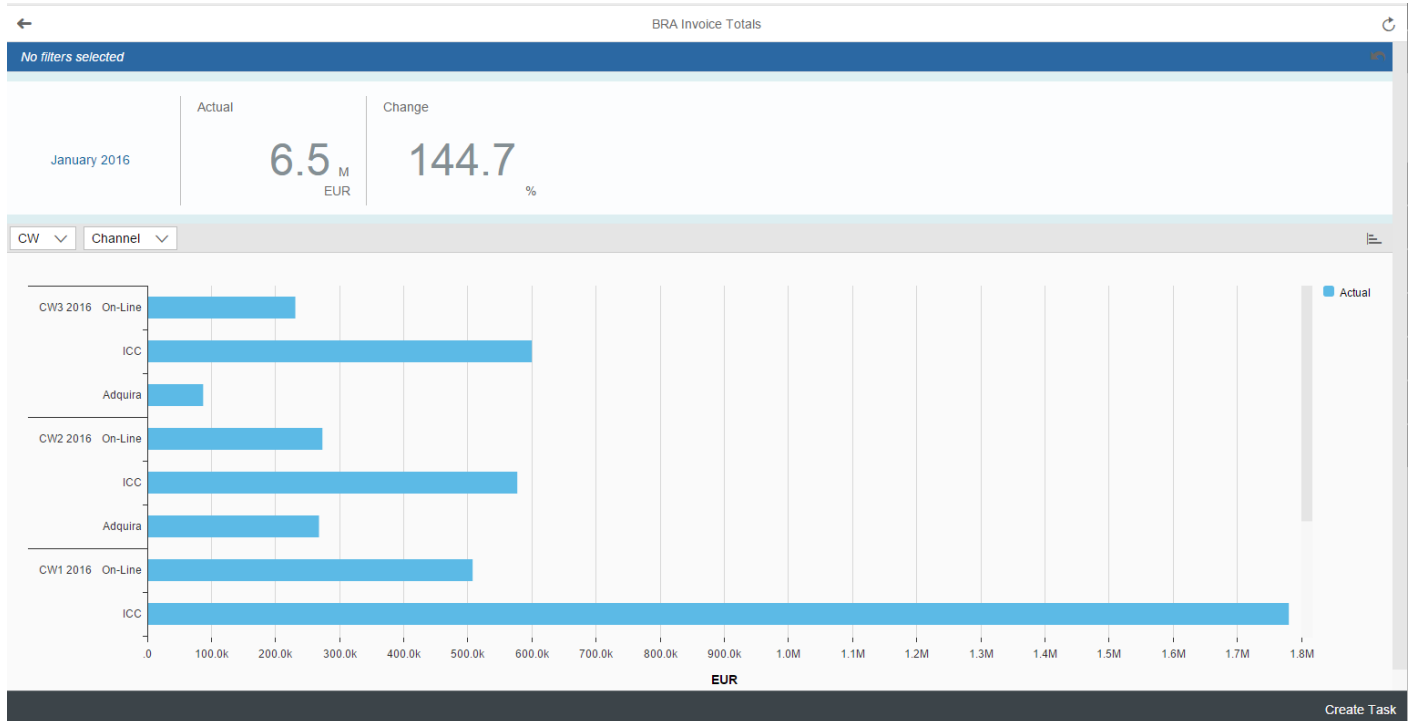 BRA Invoice Totals
No filters selected
Actual
Change
January 2016
6.5 M
EUR
144.7
%
CW
Channel
CW3 2016 On-Line
Actual
ICC
Adquira
CW2 2016 On-Line
ICC
Adquira
CW1 2016 On-Line
ICC
.0 100.0k 200.0k 300.0k 400.0k 500.0k 600.0k 700.0k 800.0k 900.0k 1.0M 1.1M 1.2M 1.3M 1.4M 1.5M 1.6M 1.7M 1.8M
EUR
Create Task